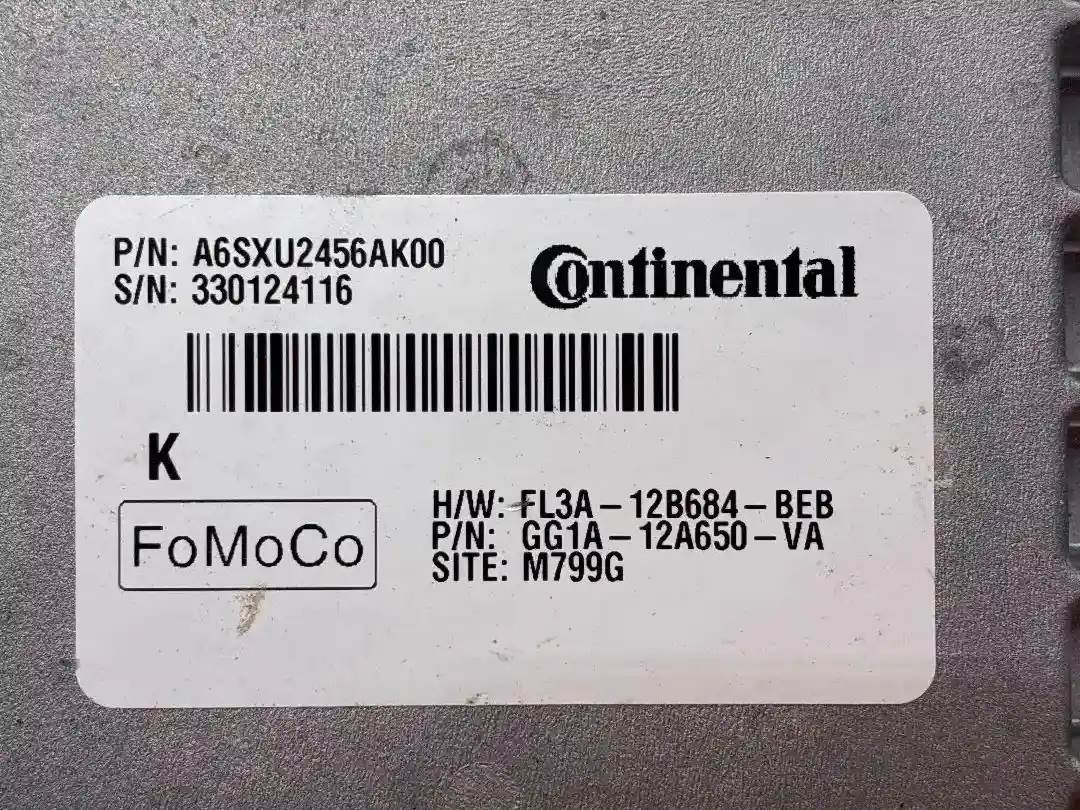 P/N: A6SXU2456AK00
S/N: 330124116
Continental
K
FoMoCo
H/W: FL3A-12B684-BEB
P/N: GG1A-12A650-VA
SITE: M799G